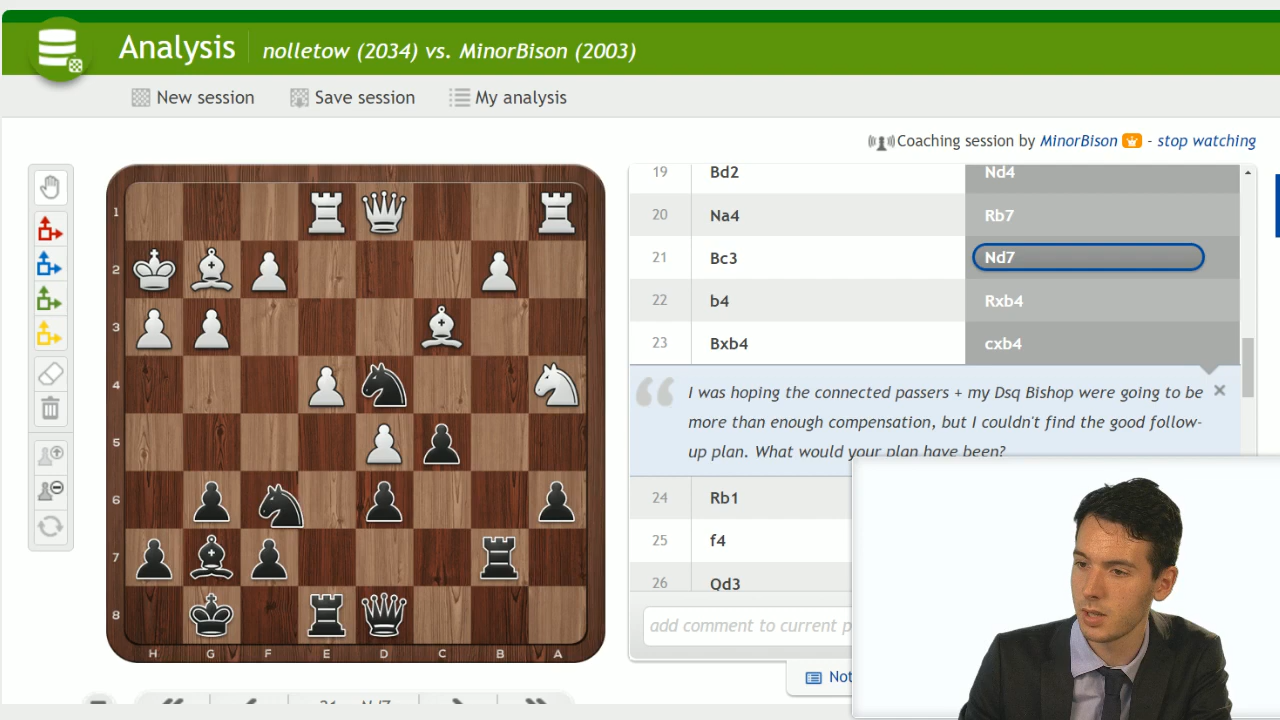 Analysis
nolletow (2034) vs. MinorBison (2003)
New session
Save session
My analysis
Coaching session by MinorBison - stop watching
19 Bd2 Nd4
20 Na4 Rb7
21 Bc3 Nd7
22 b4 Rxb4
23 Bxb4 cxb4
I was hoping the connected passers + my Dsq Bishop were going to be
more than enough compensation, but I couldn't find the good follow-
up plan. What would your plan have been?
24 Rb1
25 f4
26 Qd3
add comment to current p
Not
1
2
3
4
5
6
7
8
H G F E D C B A